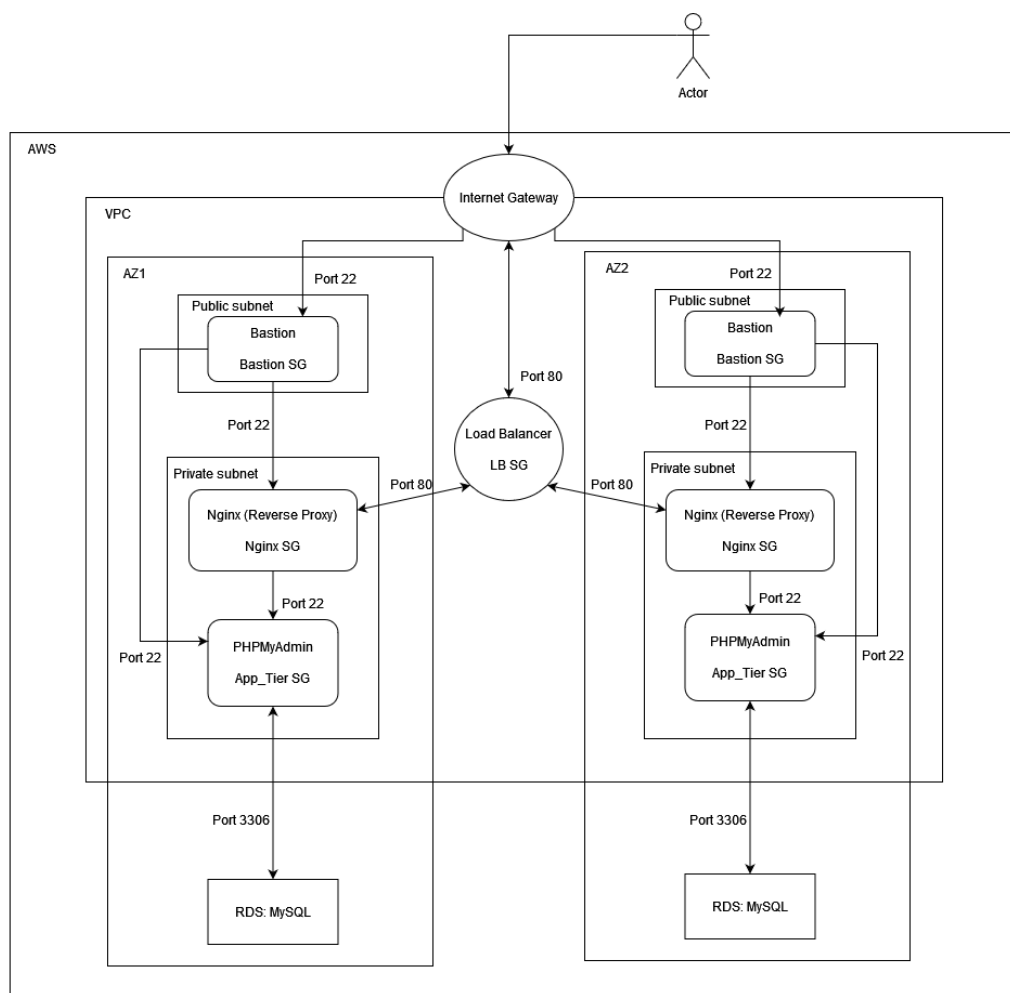 Actor
AWS
Internet Gateway
VPC
AZ1
AZ2
Port 22
Port 22
Public subnet
Bastion
Bastion SG
Public subnet
Bastion
Bastion SG
Port 80
Port 22
Port 22
Load Balancer
LB SG
Private subnet
Port 80
Port 80
Private subnet
Nginx (Reverse Proxy)
Nginx SG
Nginx (Reverse Proxy)
Nginx SG
Port 22
Port 22
PHPMyAdmin
App_Tier SG
Port 22
PHPMyAdmin
App_Tier SG
Port 22
Port 3306
Port 3306
RDS: MySQL
RDS: MySQL